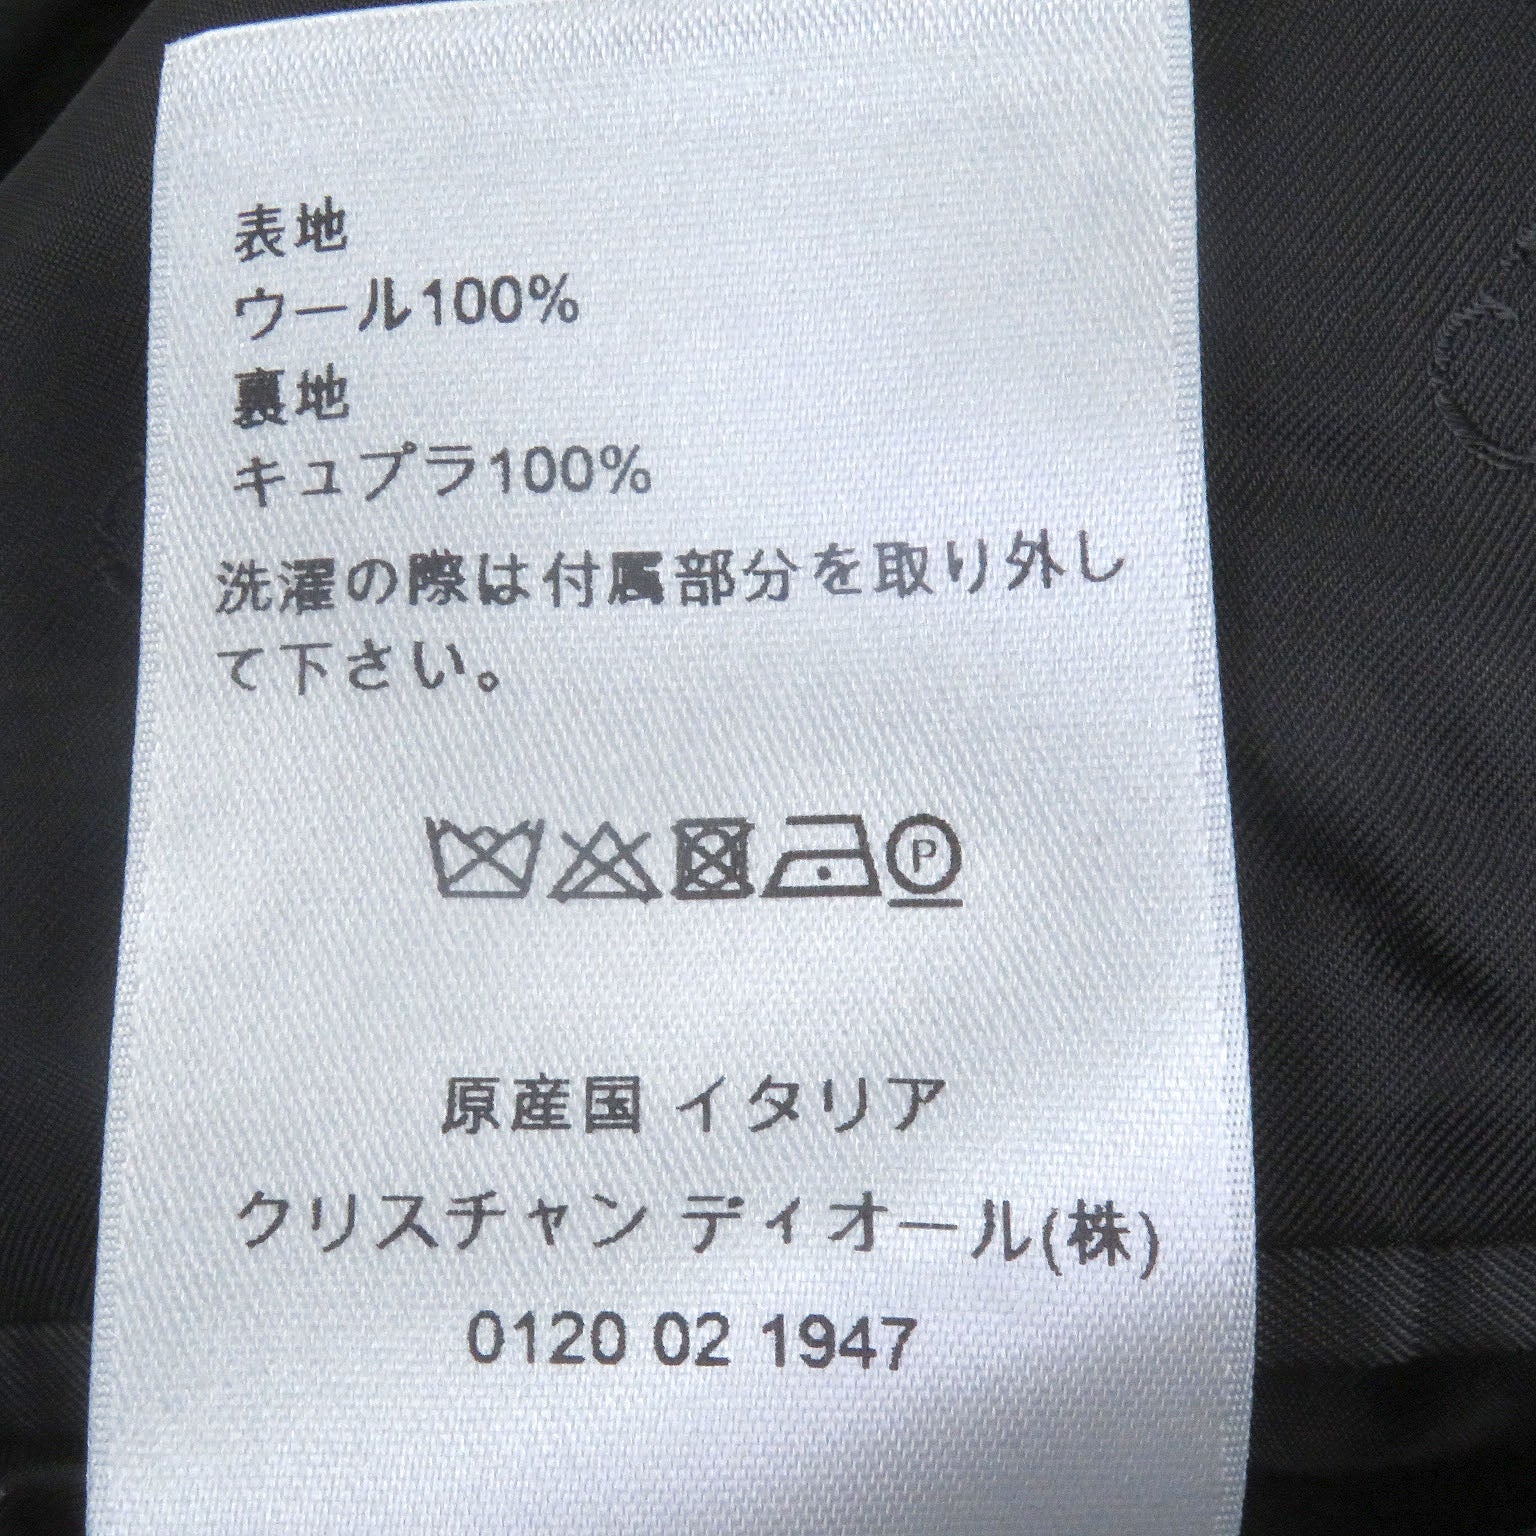 表地
ウール100%
裏地
キュプラ100%
洗濯の際は付属部分を取り外し
て下さい。
P
原産国 イタリア
クリスチャン ディオール(株)
0120 02 1947